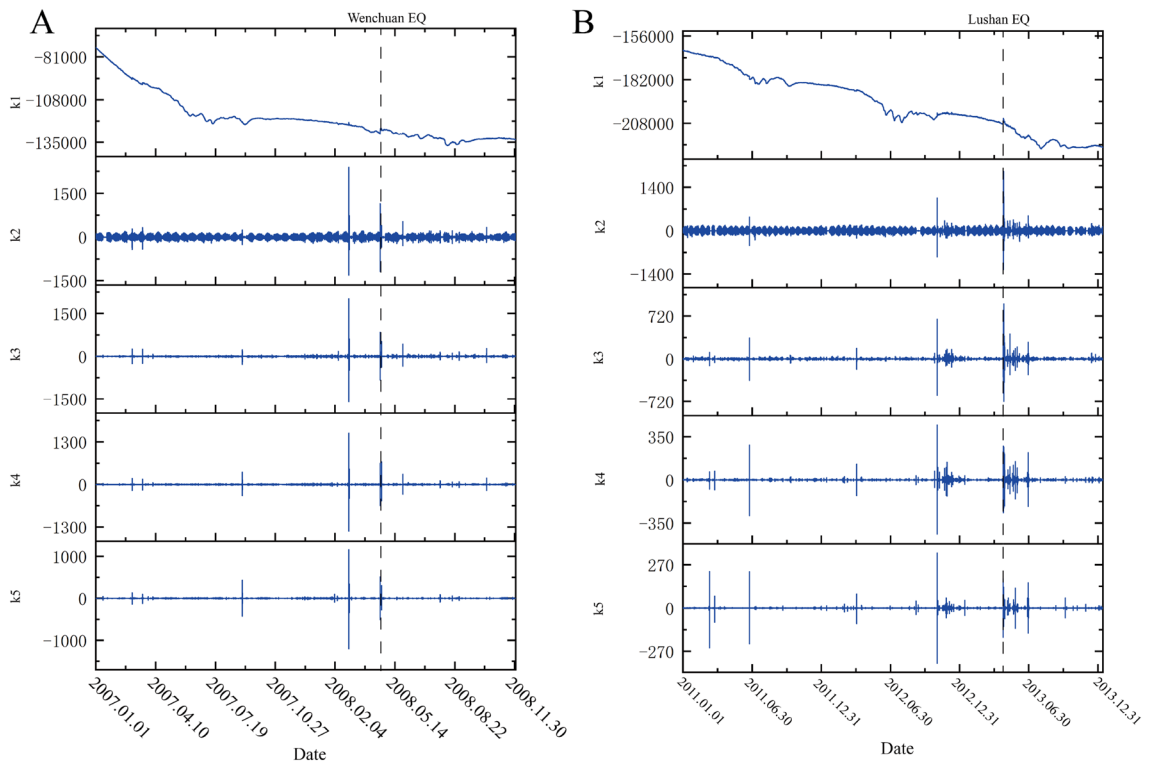 A
Wenchuan EQ
k1
−81000
−108000
−135000
k2
1500
0
−1500
k3
1500
0
−1500
k4
1300
0
−1300
k5
1000
0
−1000
2007.01.01
2007.04.10
2007.07.19
2007.10.27
2008.02.04
2008.05.14
2008.08.22
2008.11.30
Date
B
Lushan EQ
k1
−156000
−182000
−208000
k2
1400
0
−1400
k3
720
0
−720
k4
350
0
−350
k5
270
0
−270
2011.01.01
2011.06.30
2011.12.31
2012.06.30
2012.12.31
2013.06.30
2013.12.31
Date